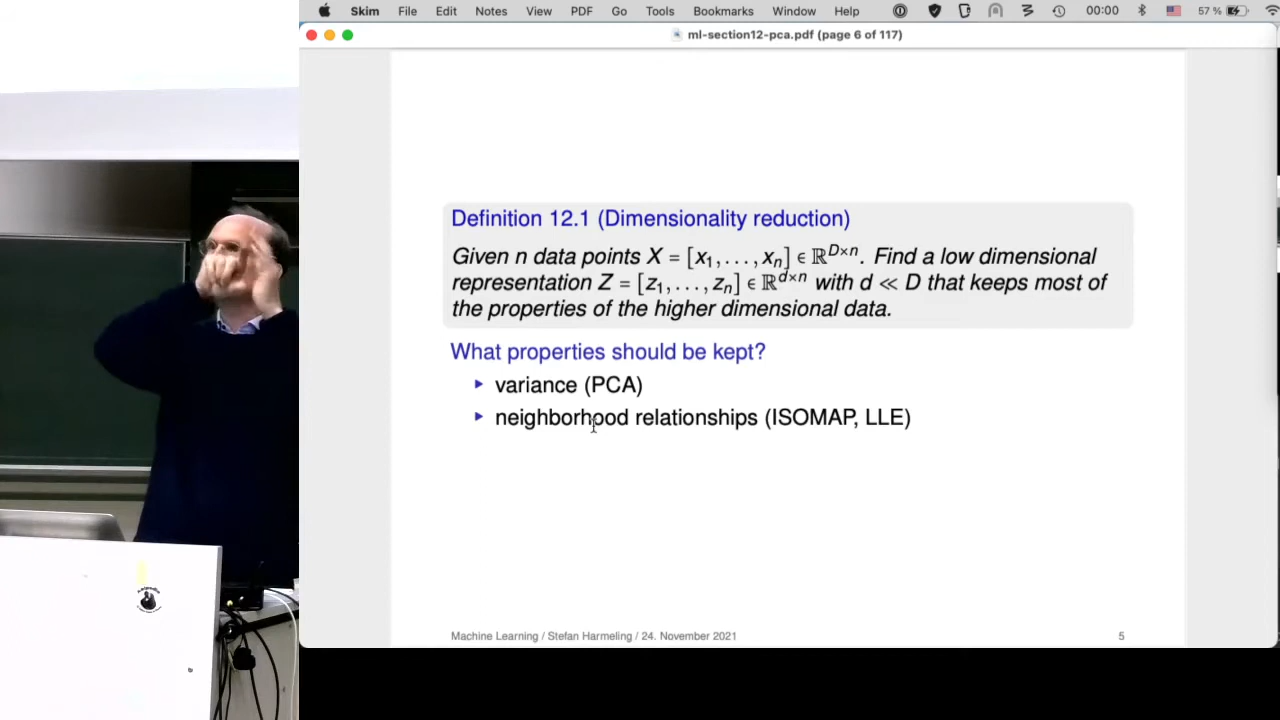 Skim File Edit Notes View PDF Go Tools Bookmarks Window Help 00:00 57 %
ml-section12-pca.pdf (page 6 of 117)
Definition 12.1 (Dimensionality reduction)
Given n data points X = [x₁, . . . , xₙ] ∈ ℝᴰˣⁿ. Find a low dimensional
representation Z = [z₁, . . . , zₙ] ∈ ℝᵈˣⁿ with d ≪ D that keeps most of
the properties of the higher dimensional data.
What properties should be kept?
▸ variance (PCA)
▸ neighborhood relationships (ISOMAP, LLE)
Machine Learning / Stefan Harmeling / 24. November 2021 5